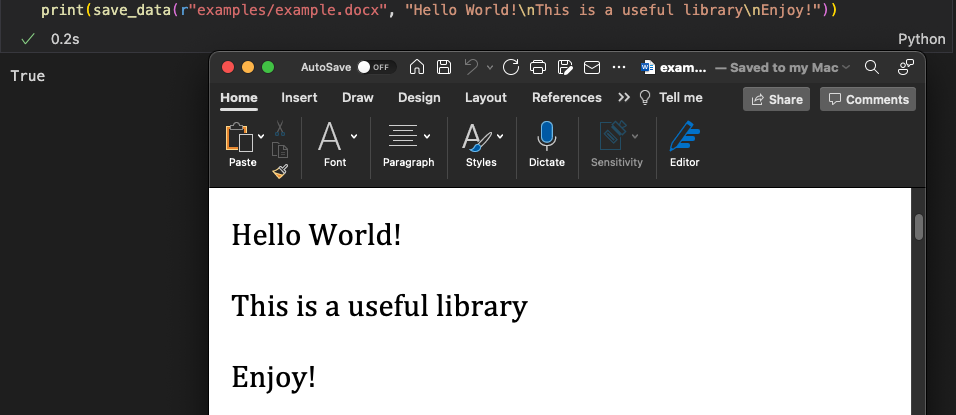 print(save_data(r"examples/example.docx", "Hello World!\nThis is a useful library\nEnjoy!"))
0.2s
Python
True
AutoSave OFF
exam... — Saved to my Mac
Home Insert Draw Design Layout References Tell me Share Comments
Paste Font Paragraph Styles Dictate Sensitivity Editor
Hello World!
This is a useful library
Enjoy!